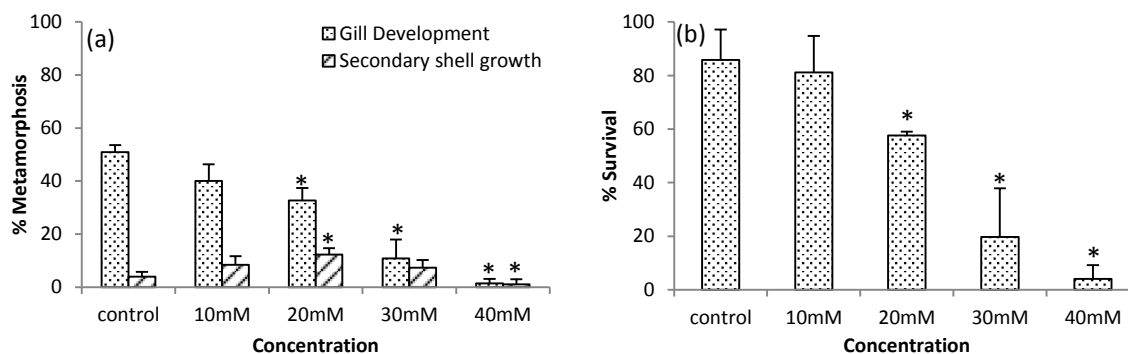 (a)
Gill Development
Secondary shell growth
% Metamorphosis
100
80
60
40
20
0
*
*
*
*
*
control 10mM 20mM 30mM 40mM
Concentration
(b)
% Survival
100
80
60
40
20
0
*
*
*
control 10mM 20mM 30mM 40mM
Concentration